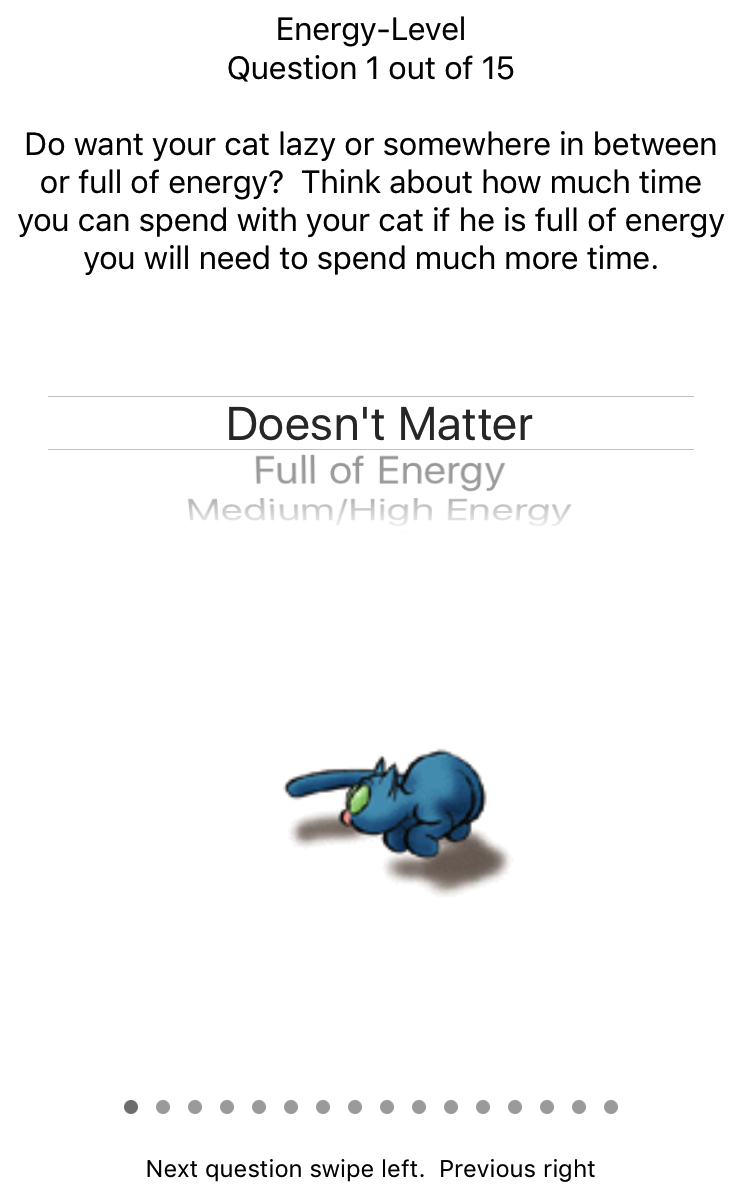 Energy-Level
Question 1 out of 15
Do want your cat lazy or somewhere in between
or full of energy?  Think about how much time
you can spend with your cat if he is full of energy
you will need to spend much more time.
Doesn't Matter
Full of Energy
Medium/High Energy
Next question swipe left.  Previous right